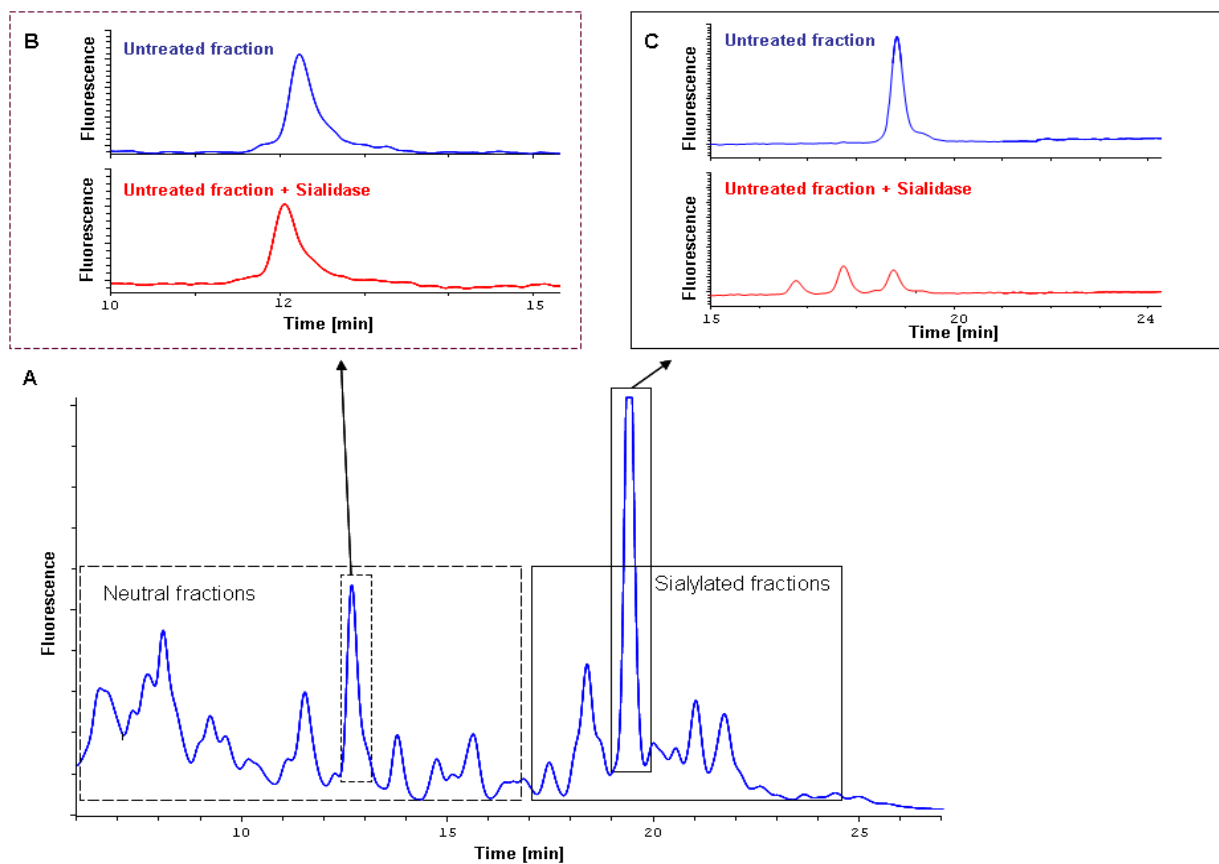 B
Untreated fraction
Fluorescence
Untreated fraction + Sialidase
Fluorescence
10 12 15
Time [min]
C
Untreated fraction
Fluorescence
Untreated fraction + Sialidase
Fluorescence
15 20 24
Time [min]
A
Fluorescence
Neutral fractions
Sialylated fractions
10 15 20 25
Time [min]